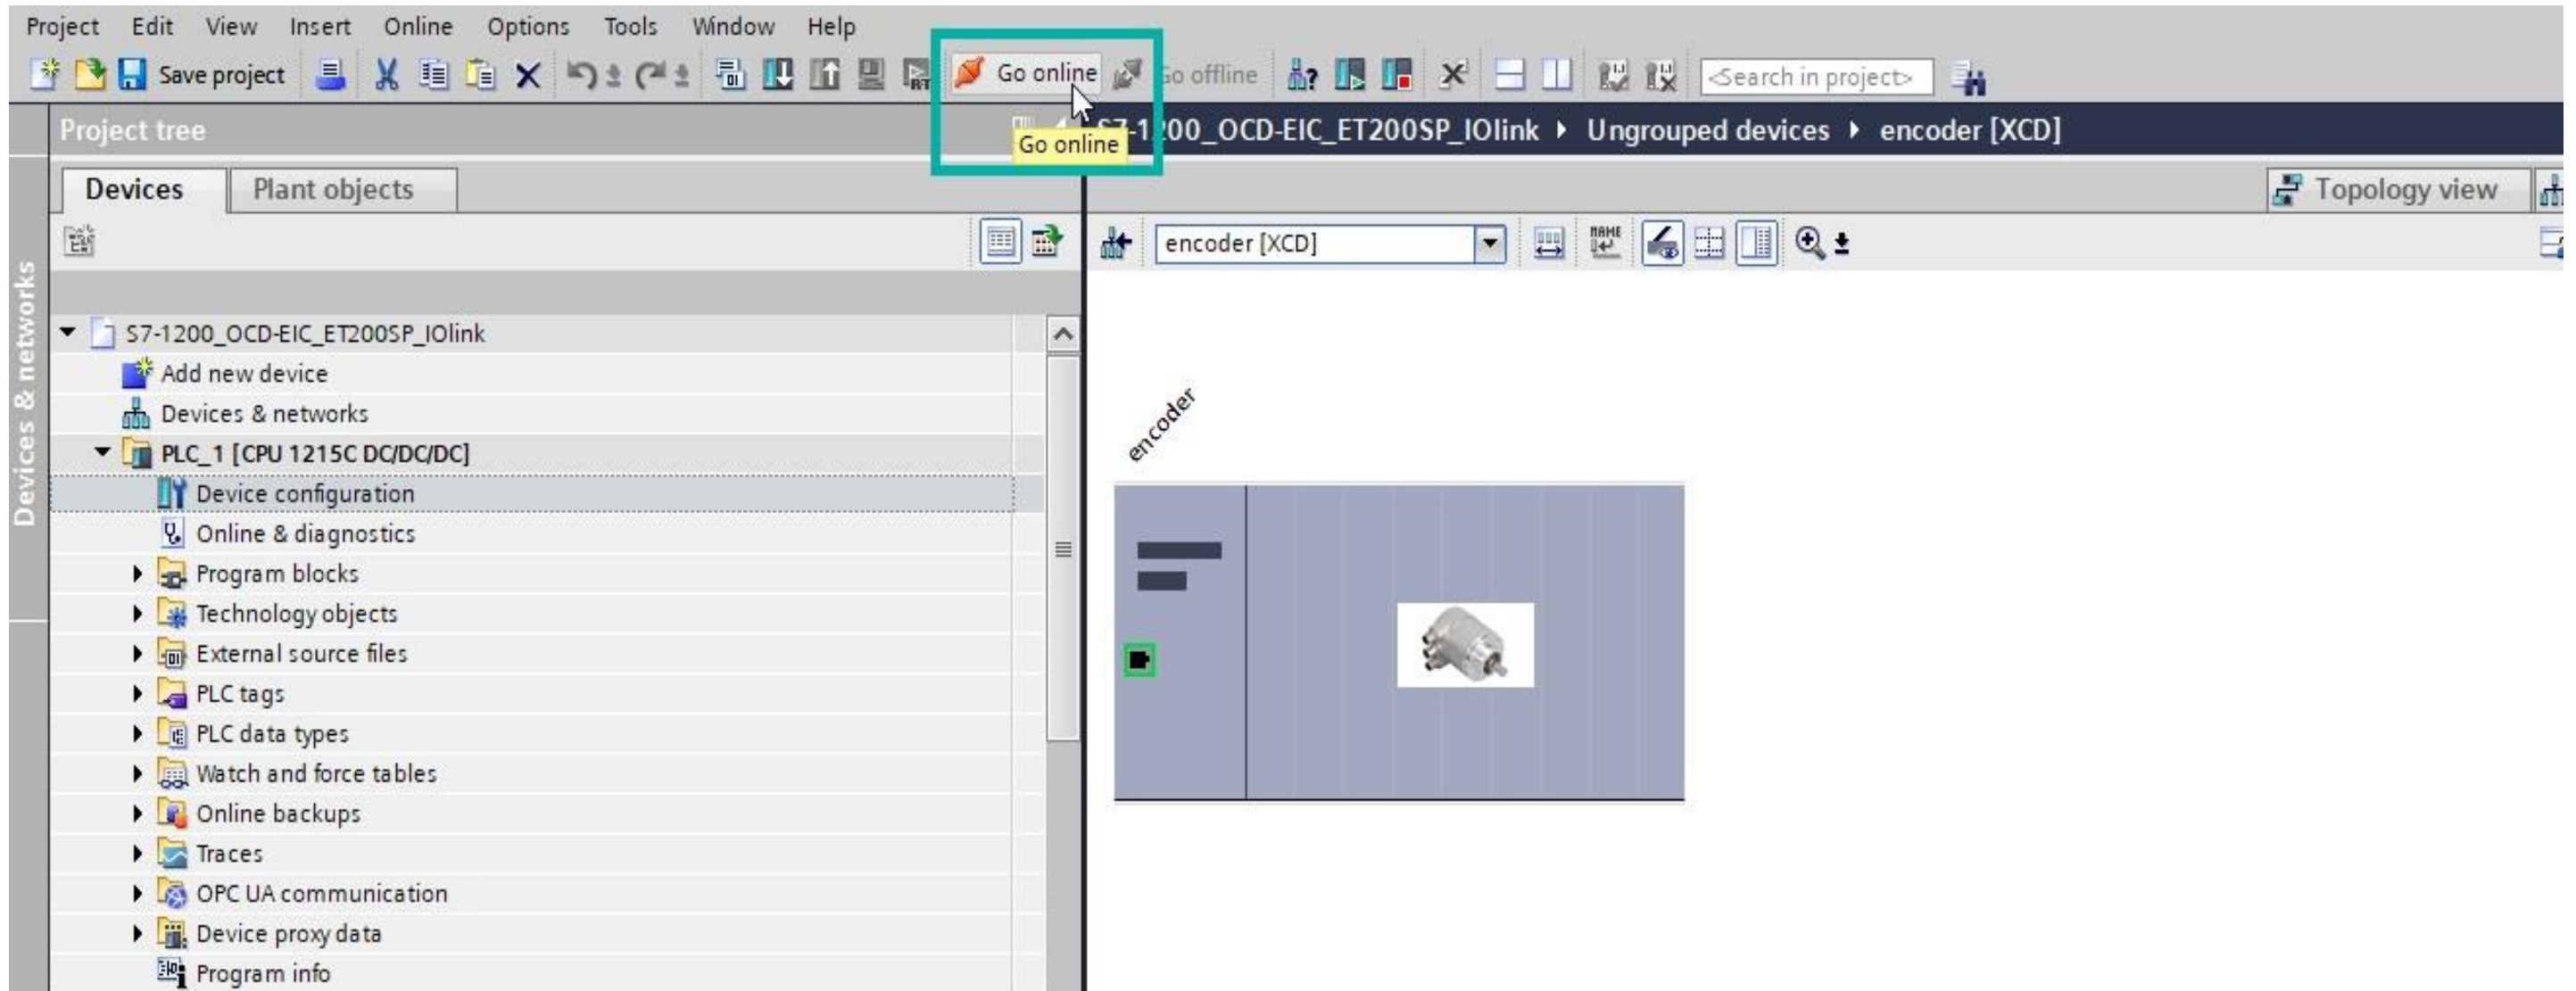 Project Edit View Insert Online Options Tools Window Help
Save project Go online Go offline <Search in project>
Project tree
Go online
S7-1200_OCD-EIC_ET200SP_IOlink ▸ Ungrouped devices ▸ encoder [XCD]
Devices Plant objects
Topology view
encoder [XCD]
Devices & networks
S7-1200_OCD-EIC_ET200SP_IOlink
Add new device
Devices & networks
PLC_1 [CPU 1215C DC/DC/DC]
Device configuration
Online & diagnostics
Program blocks
Technology objects
External source files
PLC tags
PLC data types
Watch and force tables
Online backups
Traces
OPC UA communication
Device proxy data
Program info
encoder